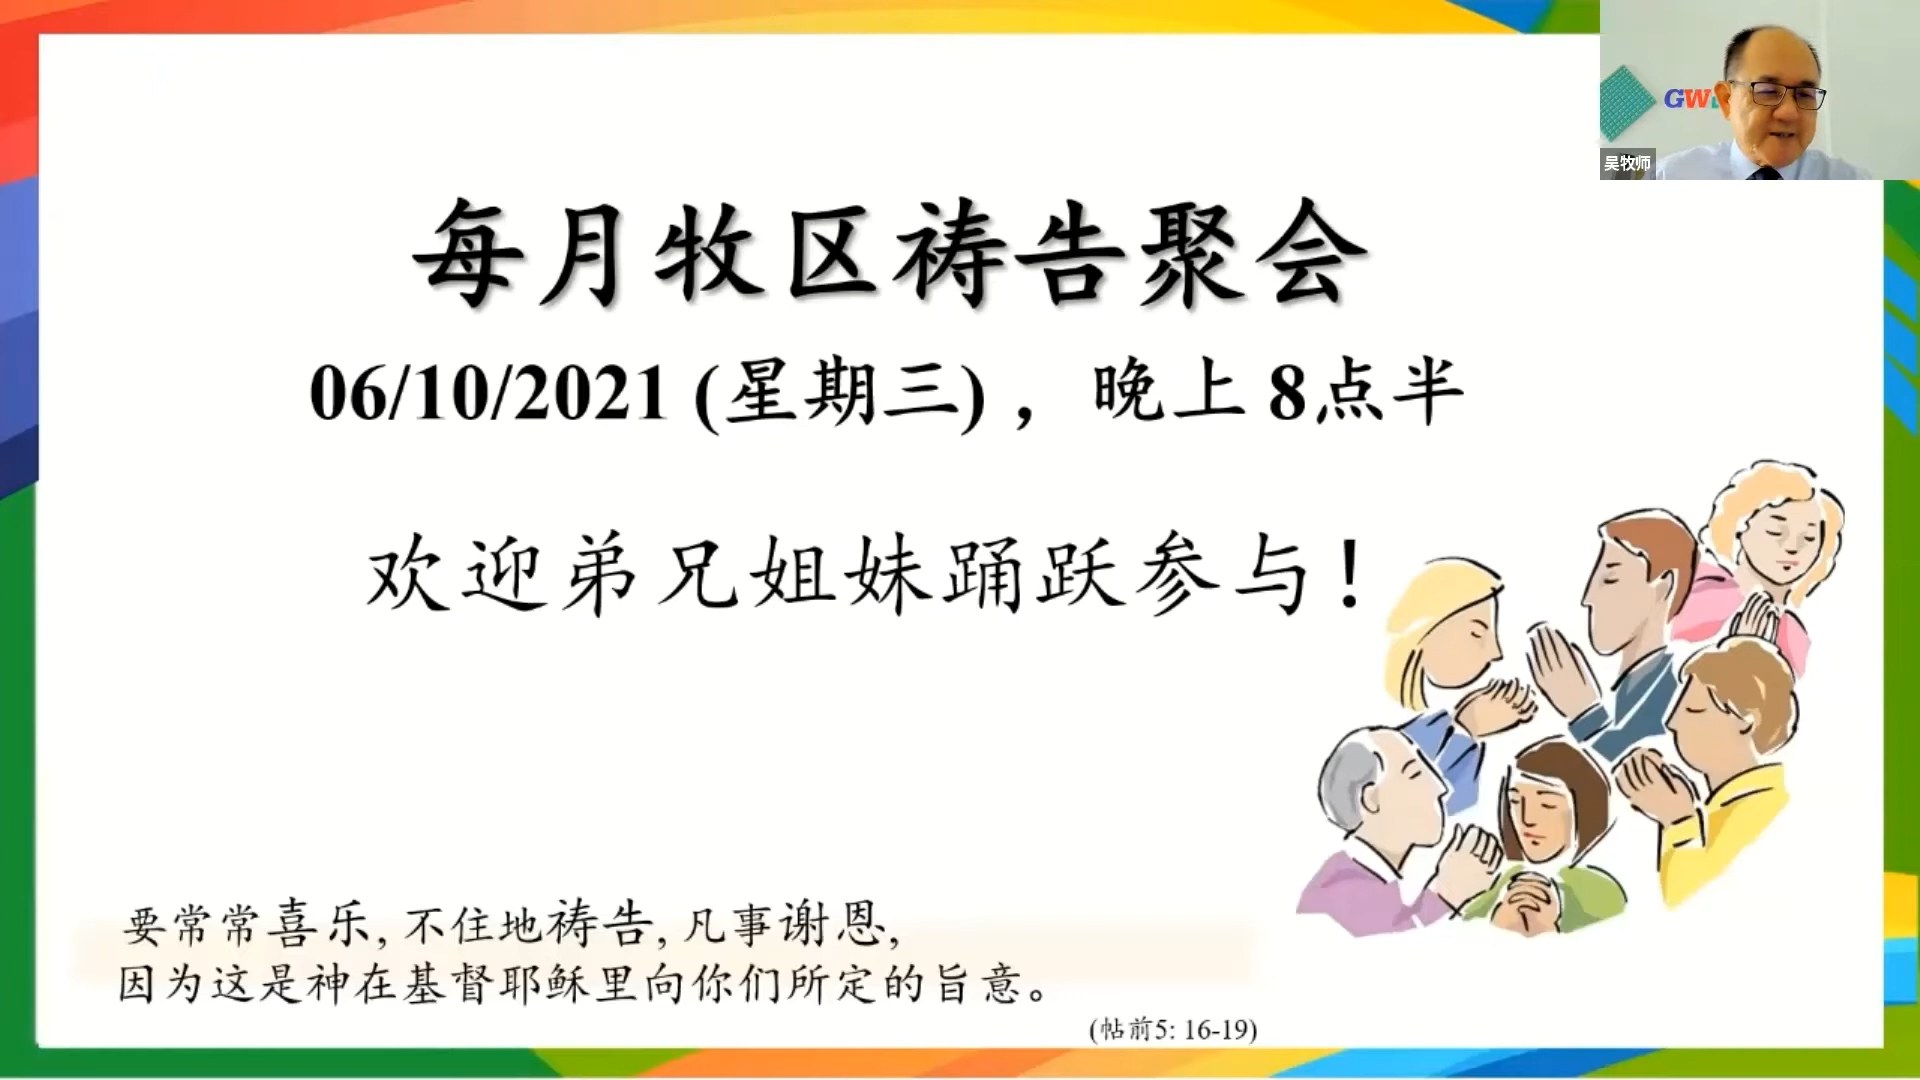 每月牧区祷告聚会
06/10/2021 (星期三) ，晚上 8点半
欢迎弟兄姐妹踊跃参与！
要常常喜乐, 不住地祷告, 凡事谢恩,
因为这是神在基督耶稣里向你们所定的旨意。
(帖前5: 16-19)
GW
吴牧师